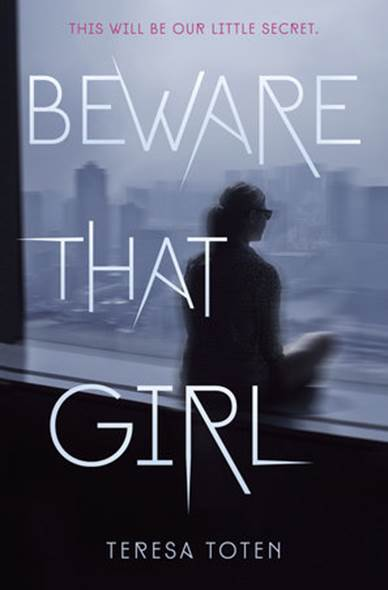 THIS WILL BE OUR LITTLE SECRET.
BEWARE
THAT
GIRL
TERESA TOTEN